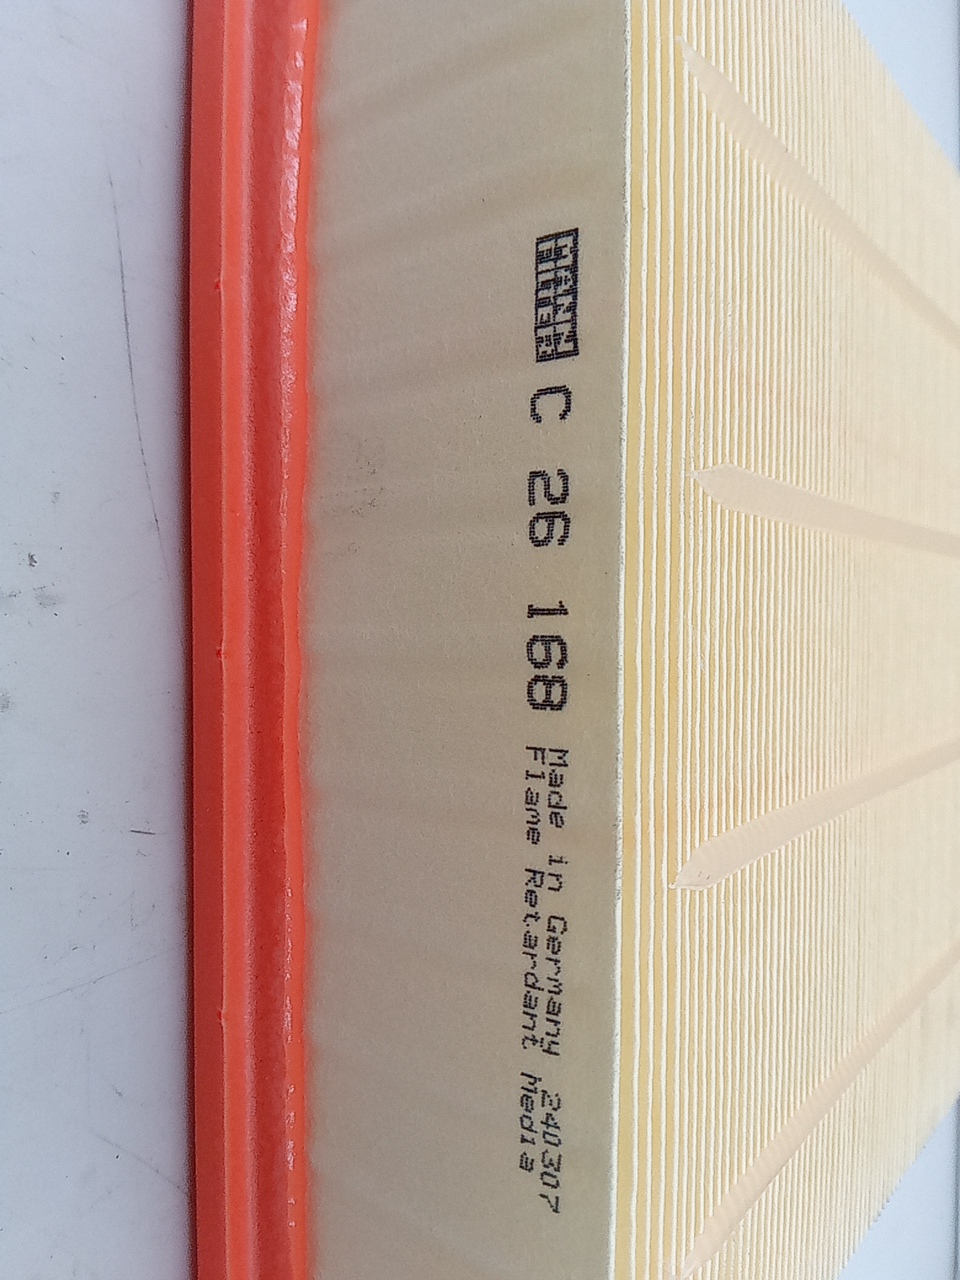 MANN
FILTER
C 26 168
Made in Germany 240307
Flame Retardant Media